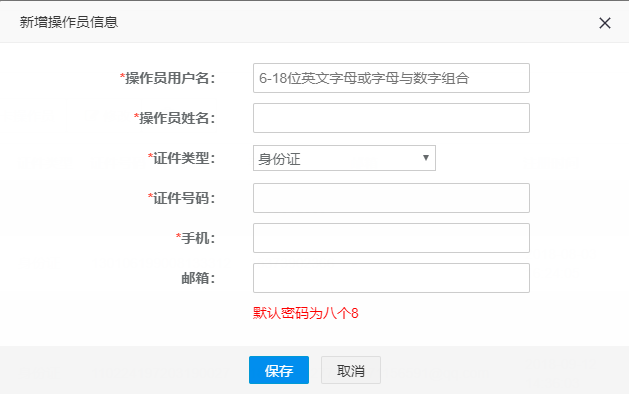 新增操作员信息
*操作员用户名： 6-18位英文字母或字母与数字组合
*操作员姓名：
*证件类型： 身份证
*证件号码：
*手机：
邮箱：
默认密码为八个8
保存 取消